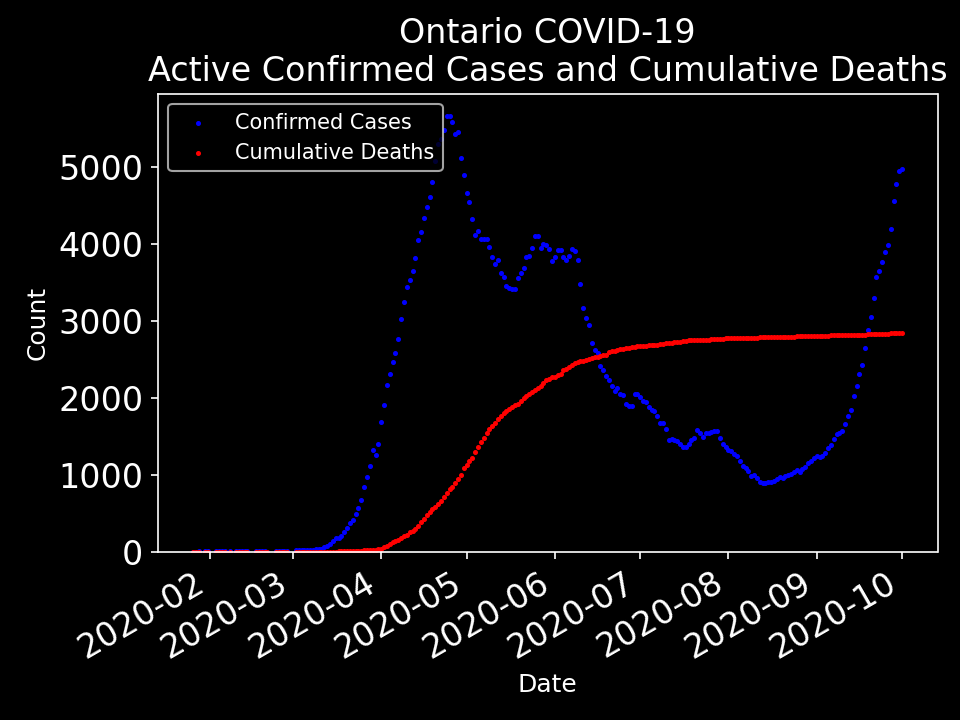 Ontario COVID-19
Active Confirmed Cases and Cumulative Deaths
Confirmed Cases
Cumulative Deaths
5000
4000
3000
2000
1000
0
Count
2020-02
2020-03
2020-04
2020-05
2020-06
2020-07
2020-08
2020-09
2020-10
Date